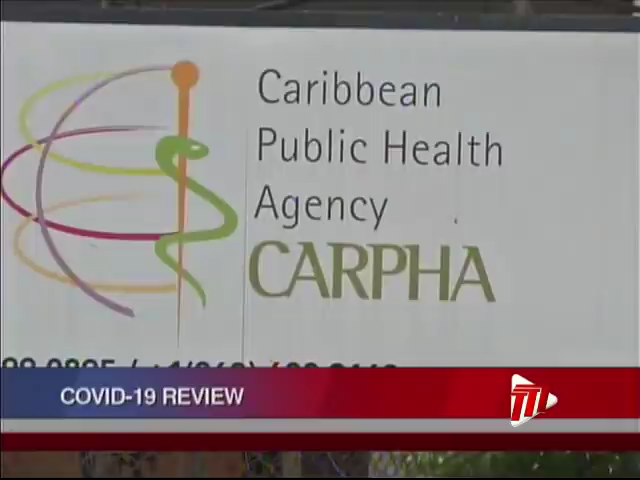 Caribbean
Public Health
Agency
CARPHA
COVID-19 REVIEW